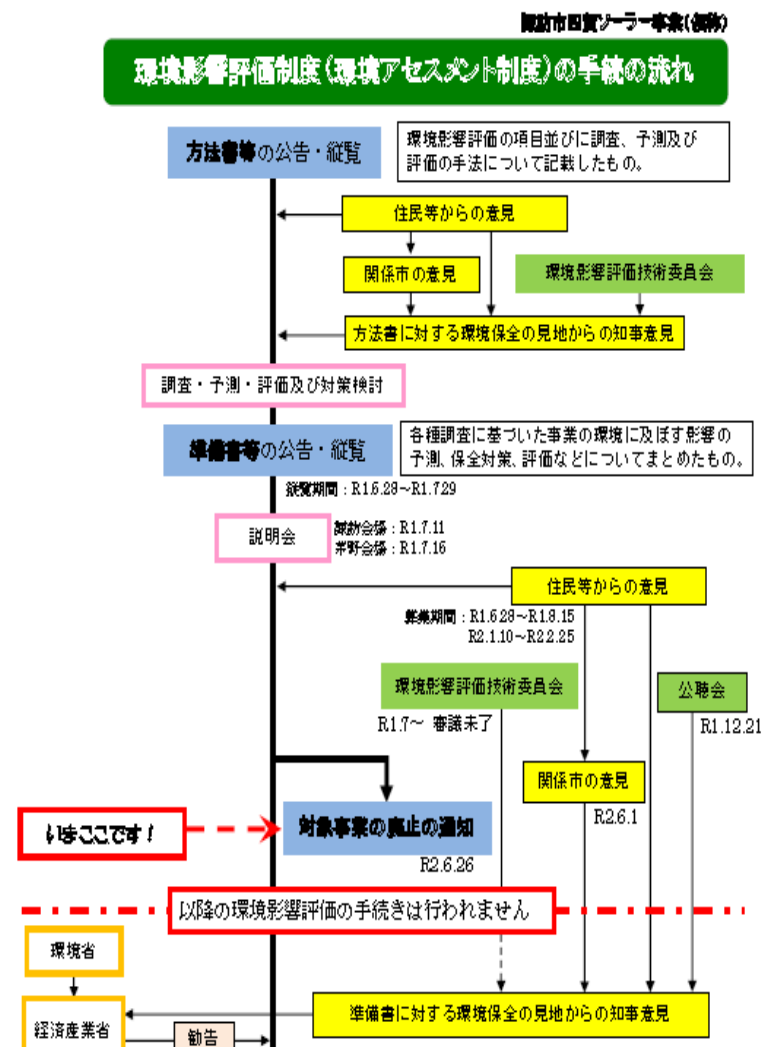 諏訪市四賀ソーラー事業(仮称)
環境影響評価制度(環境アセスメント制度)の手続の流れ
方法書等の公告・縦覧
環境影響評価の項目並びに調査、予測及び
評価の手法について記載したもの。
住民等からの意見
関係市の意見
環境影響評価技術委員会
方法書に対する環境保全の見地からの知事意見
調査・予測・評価及び対策検討
準備書等の公告・縦覧
各種調査に基づいた事業の環境に及ぼす影響の
予測、保全対策、評価などについてまとめたもの。
縦覧期間:R1.6.28~R1.7.29
説明会
諏訪会場:R1.7.11
茅野会場:R1.7.16
住民等からの意見
募集期間:R1.6.28~R1.8.15
R2.1.10~R2.2.25
環境影響評価技術委員会
公聴会
R1.7~ 審議未了
R1.12.21
関係市の意見
いまここです!
対象事業の廃止の通知
R2.6.1
R2.6.26
以降の環境影響評価の手続きは行われません
環境省
準備書に対する環境保全の見地からの知事意見
経済産業省
勧告